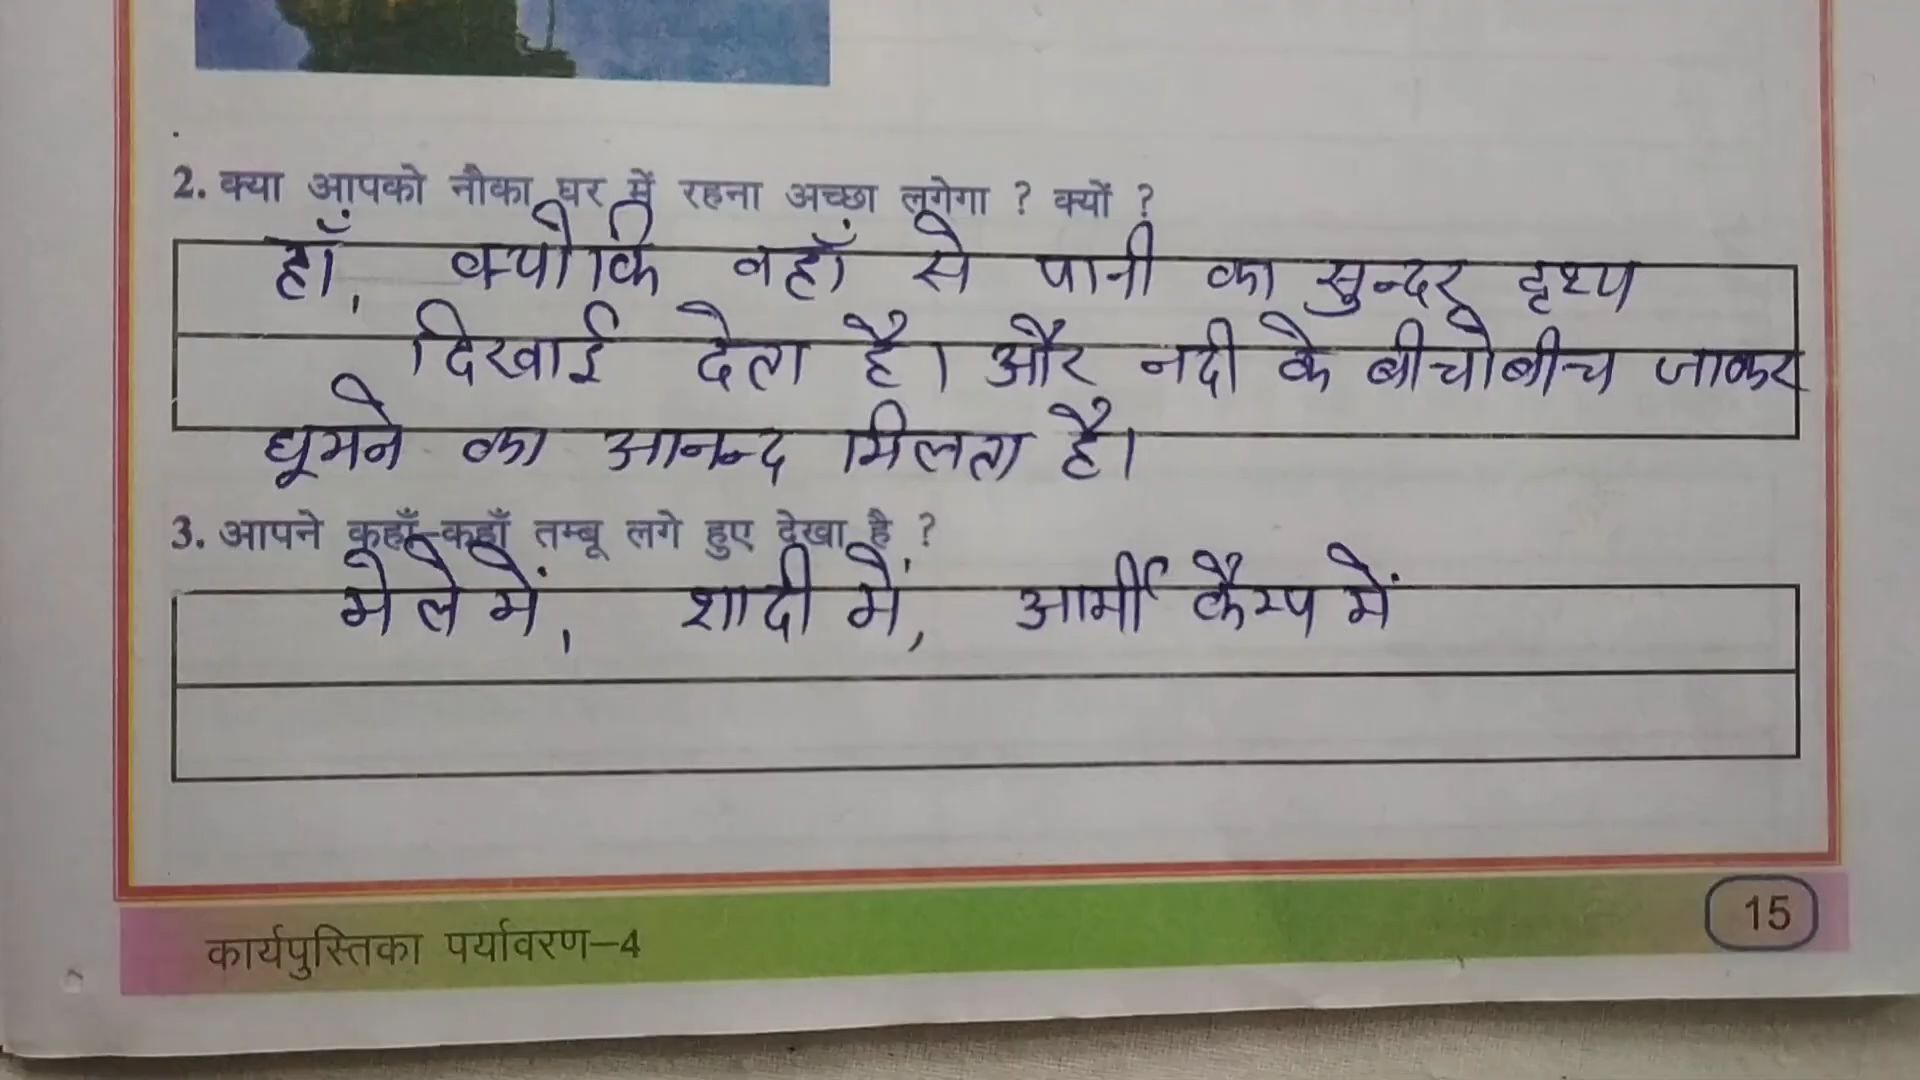 2. क्या आपको नौका घर में रहना अच्छा लगेगा ? क्यों ?
हाँ, क्योकि वहाँ से पानी का सुन्दर दृश्य
दिखाई देता है। और नदी के बीचोबीच जाकर
घूमने का आनन्द मिलता है।
3. आपने कहाँ-कहाँ तम्बू लगे हुए देखा है ?
मेले में, शादी में, आर्मी कैम्प में
कार्यपुस्तिका पर्यावरण–4
15